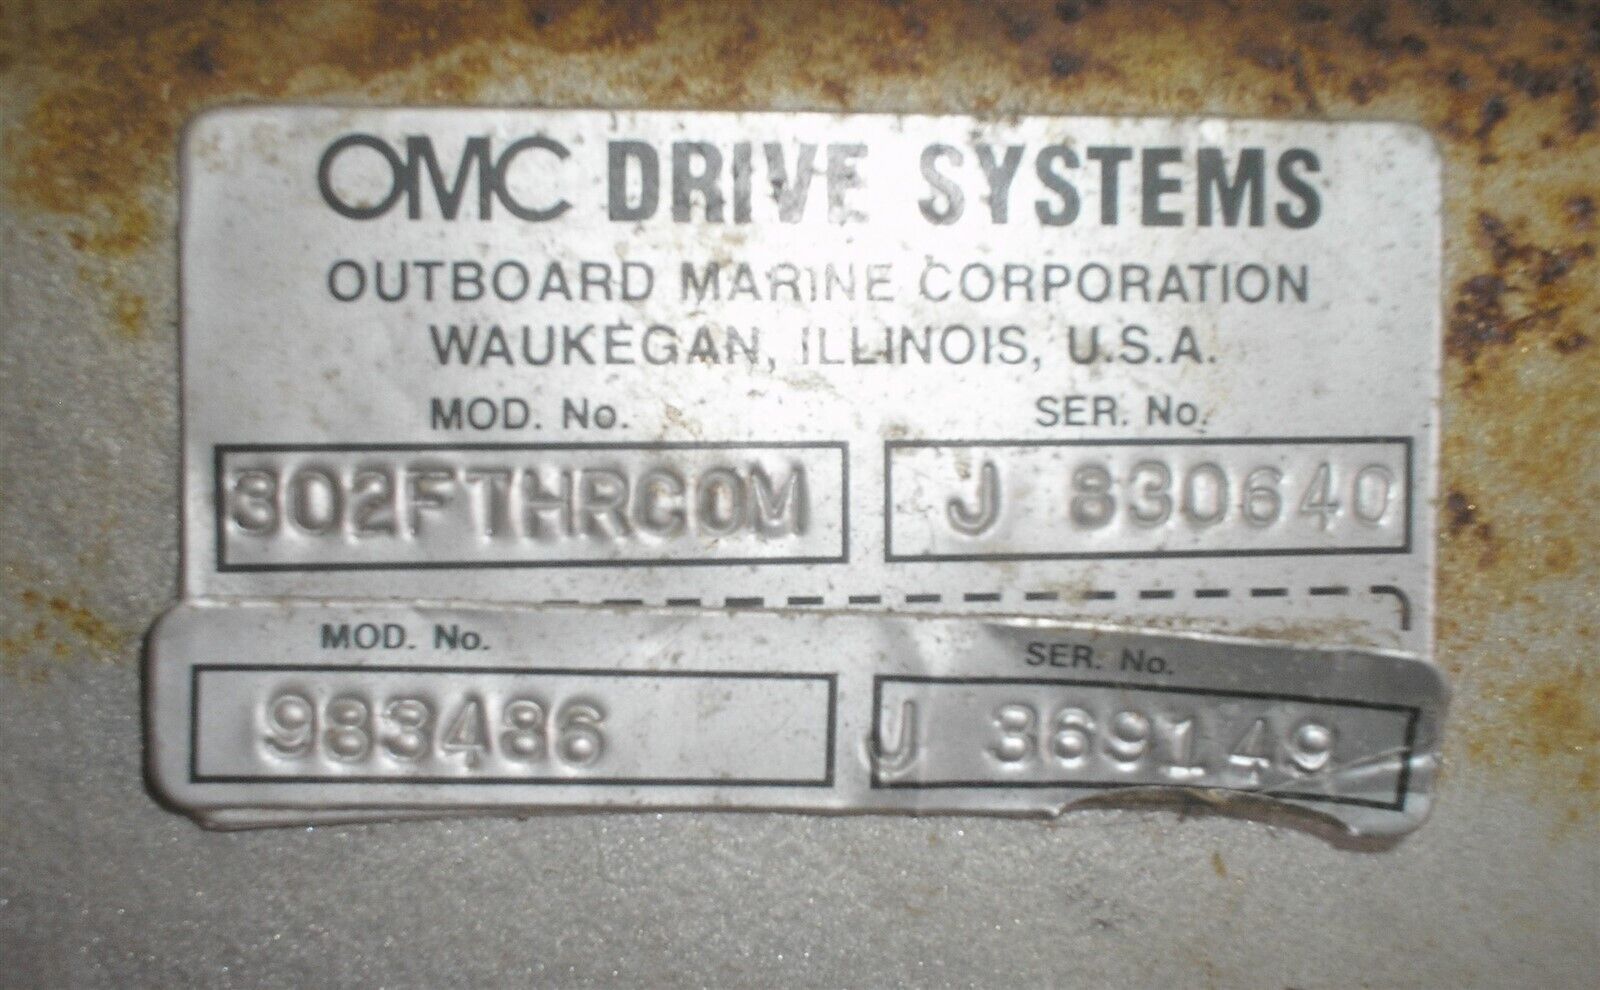 OMC DRIVE SYSTEMS
OUTBOARD MARINE CORPORATION
WAUKEGAN, ILLINOIS, U.S.A.
MOD. No. SER. No.
302FTHRC0M J 830640
MOD. No. SER. No.
983486 J 369149